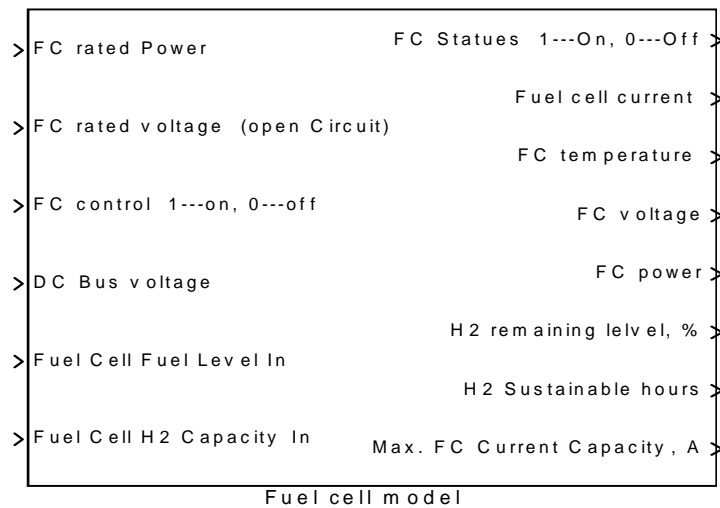 FC rated Power
FC rated voltage (open Circuit)
FC control 1---on, 0---off
DC Bus voltage
Fuel Cell Fuel Level In
Fuel Cell H2 Capacity In
FC Statues 1---On, 0---Off
Fuel cell current
FC temperature
FC voltage
FC power
H2 remaining lelvel, %
H2 Sustainable hours
Max. FC Current Capacity, A
Fuel cell model